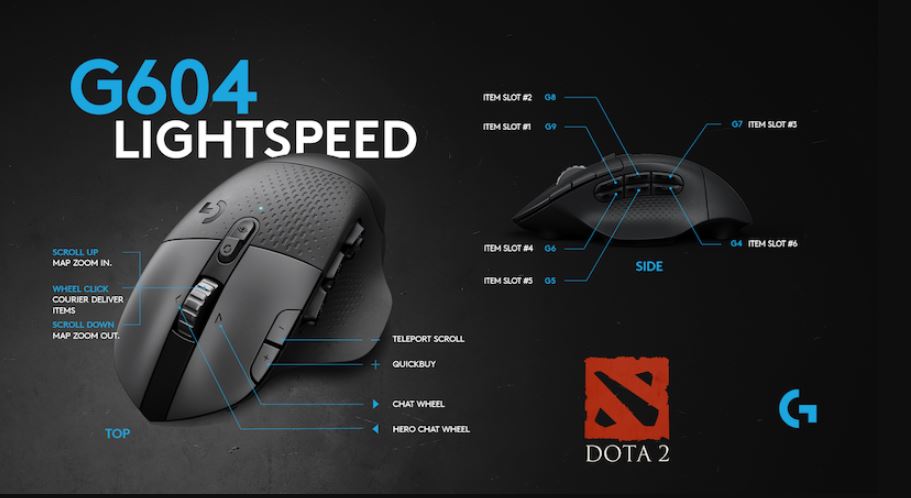 G604
LIGHTSPEED
SCROLL UP
MAP ZOOM IN.
WHEEL CLICK
COURIER DELIVER
ITEMS
SCROLL DOWN
MAP ZOOM OUT.
TOP
TELEPORT SCROLL
QUICKBUY
CHAT WHEEL
HERO CHAT WHEEL
ITEM SLOT #2 G8
ITEM SLOT #1 G9
G7 ITEM SLOT #3
ITEM SLOT #4 G6
ITEM SLOT #5 G5
G4 ITEM SLOT #6
SIDE
DOTA 2
G